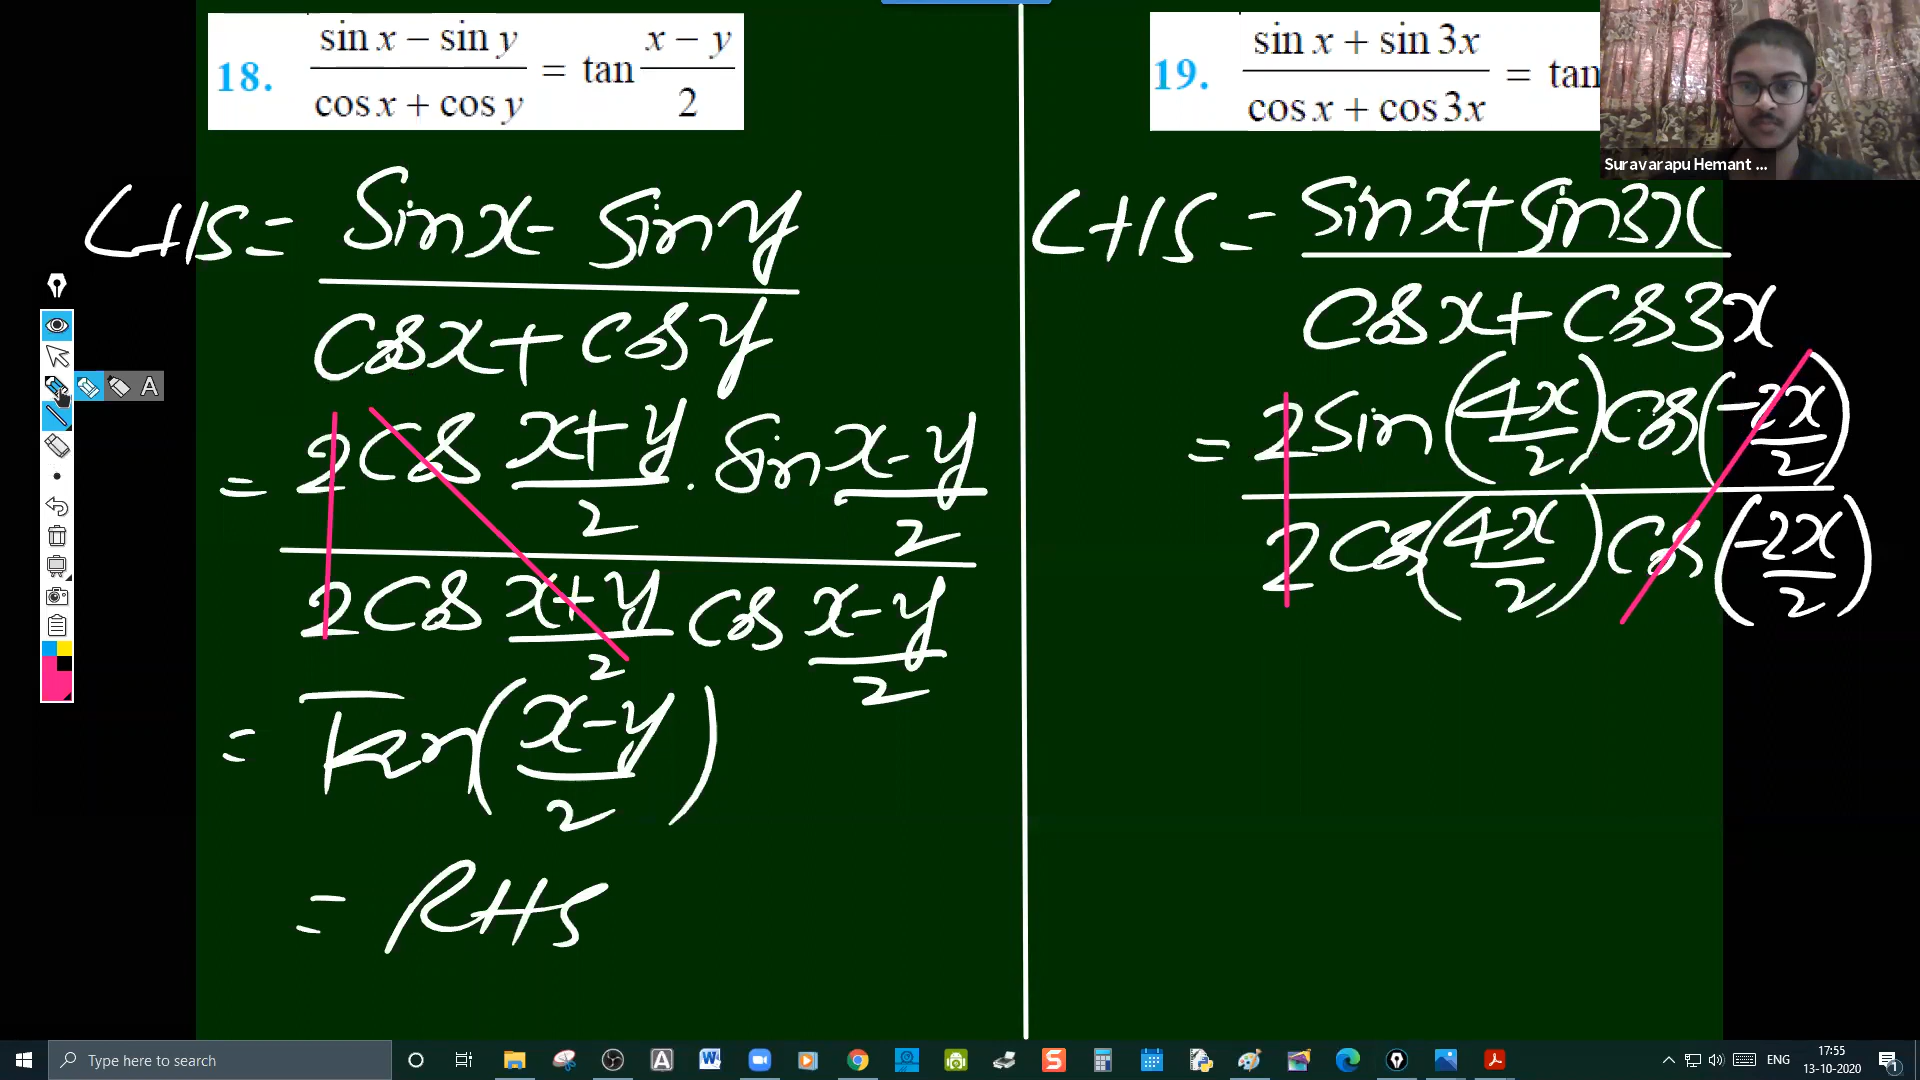 18. sin x − sin y / cos x + cos y = tan x − y / 2
LHS = Sinx - Siny / Cosx + Cosy
= 2Cos x+y/2 . Sin x-y/2 / 2Cos x+y/2 Cos x-y/2
= Tan(x-y/2)
= RHS
19. sin x + sin 3x / cos x + cos 3x = tan
Suravarapu Hemant ...
LHS = Sinx+Sin3x / Cosx+Cos3x
= 2Sin(4x/2)Cos(-2x/2) / 2Cos(4x/2)Cos(-2x/2)
A
Type here to search
ENG
17:55
13-10-2020
1